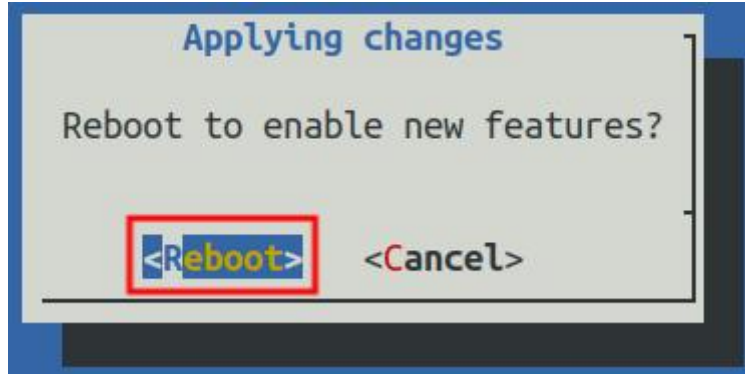 Applying changes
Reboot to enable new features?
<Reboot> <Cancel>